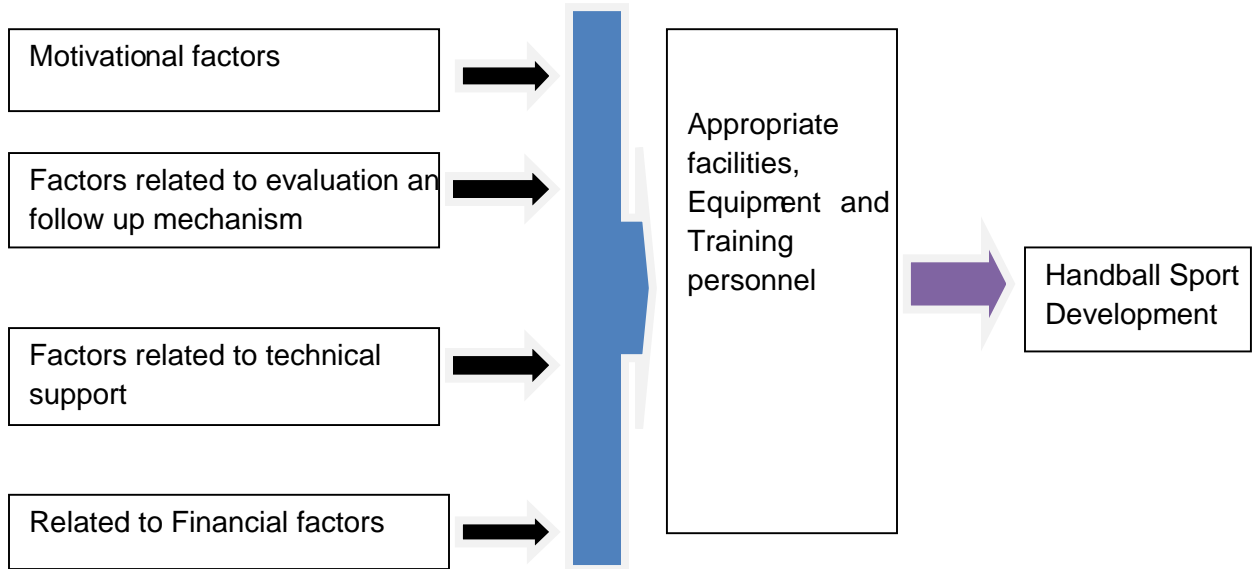 Motivational factors
Factors related to evaluation an
follow up mechanism
Factors related to technical
support
Related to Financial factors
Appropriate
facilities,
Equipment and
Training
personnel
Handball Sport
Development